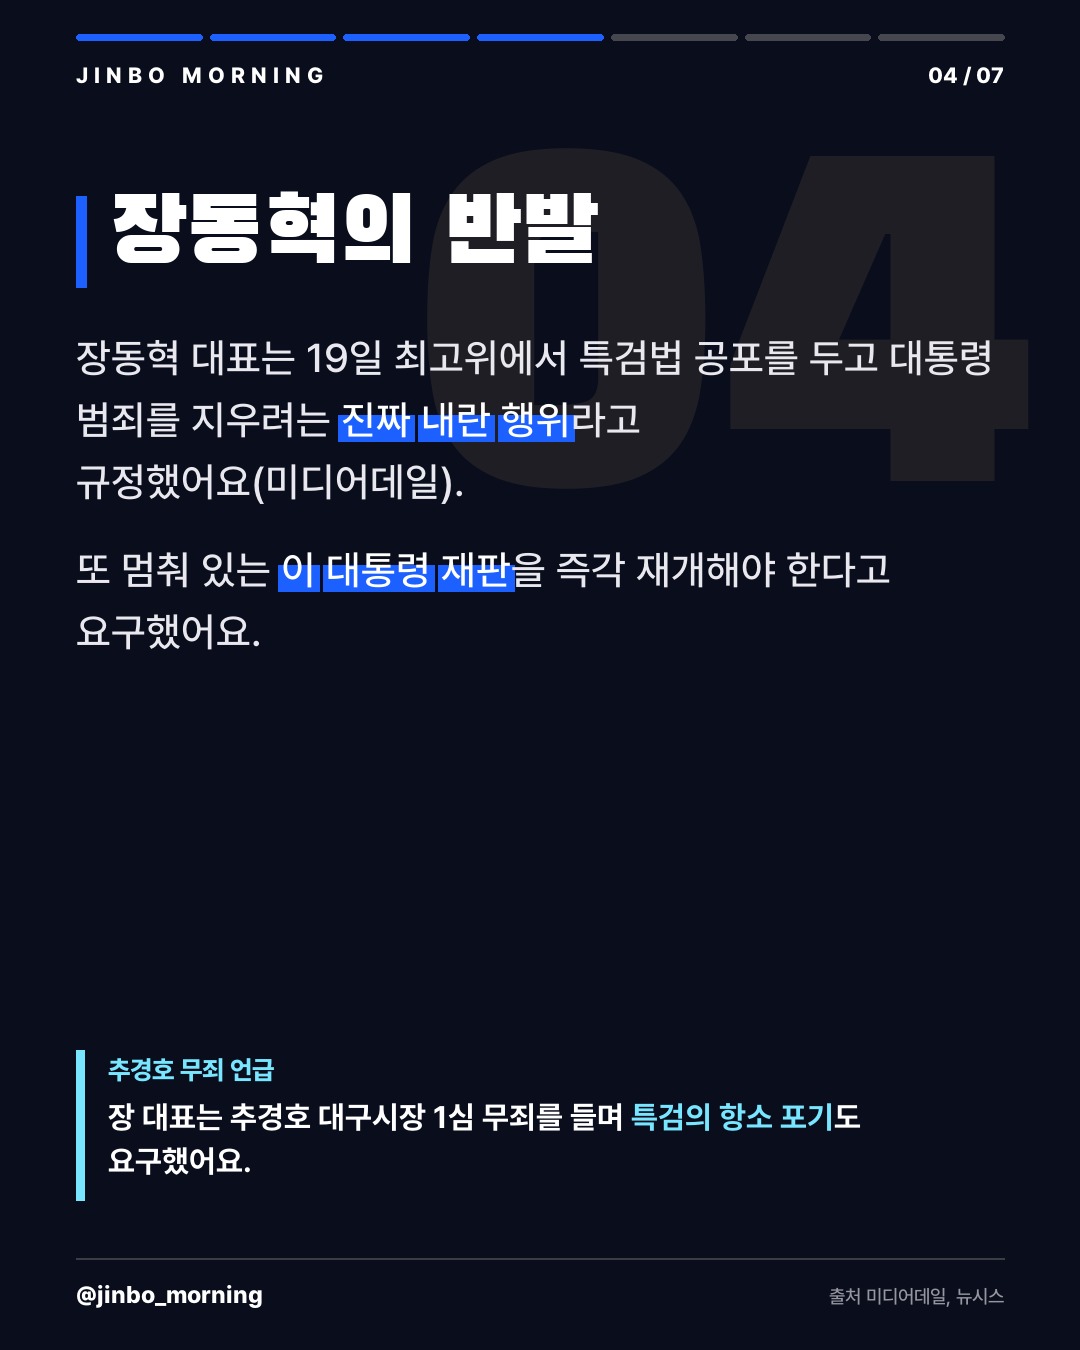 JINBO MORNING
04 / 07
04
장동혁의 반발
장동혁 대표는 19일 최고위에서 특검법 공포를 두고 대통령
범죄를 지우려는 진짜 내란 행위라고
규정했어요(미디어데일).
또 멈춰 있는 이 대통령 재판을 즉각 재개해야 한다고
요구했어요.
추경호 무죄 언급
장 대표는 추경호 대구시장 1심 무죄를 들며 특검의 항소 포기도
요구했어요.
@jinbo_morning
출처 미디어데일, 뉴시스